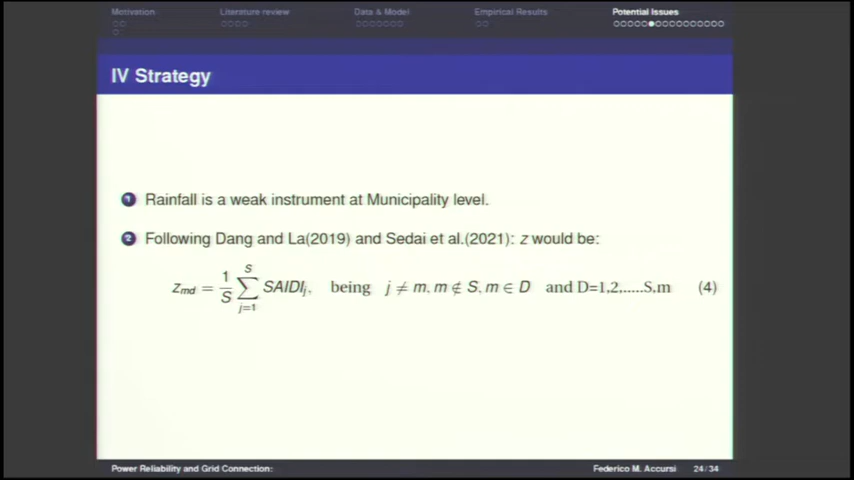 Motivation Literature review Data & Model Empirical Results Potential Issues
IV Strategy
1 Rainfall is a weak instrument at Municipality level.
2 Following Dang and La(2019) and Sedai et al.(2021): z would be:
z_md = 1/S ∑_{j=1}^{S} SAIDI_j, being j ≠ m, m ∉ S, m ∈ D and D=1,2,.....S,m (4)
Power Reliability and Grid Connection: Federico M. Accursi 24/34